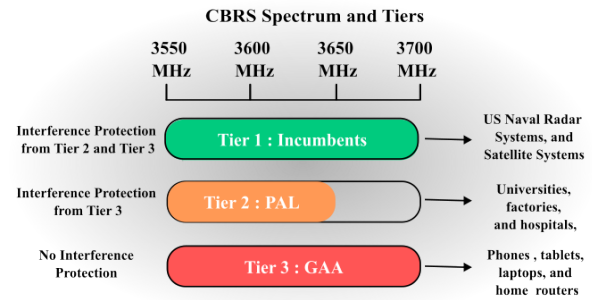 CBRS Spectrum and Tiers
3550 3600 3650 3700
MHz MHz MHz MHz
Interference Protection
from Tier 2 and Tier 3
Tier 1 : Incumbents
US Naval Radar
Systems, and
Satellite Systems
Interference Protection
from Tier 3
Tier 2 : PAL
Universities,
factories,
and hospitals,
No Interference
Protection
Tier 3 : GAA
Phones , tablets,
laptops, and
home routers